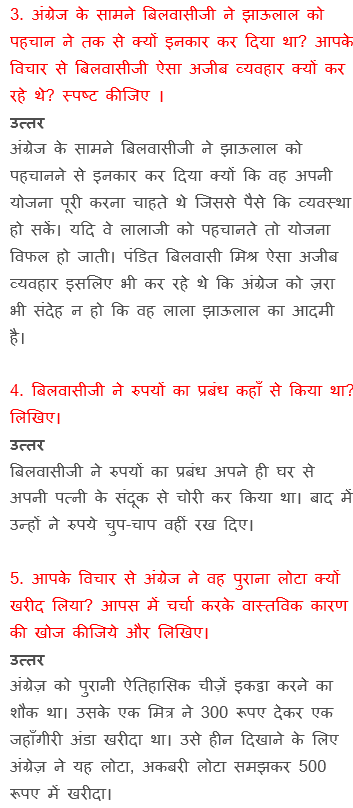 3. अंग्रेज के सामने बिलवासीजी ने झाऊलाल को
पहचान ने तक से क्यों इनकार कर दिया था? आपके
विचार से बिलवासीजी ऐसा अजीब व्यवहार क्यों कर
रहे थे? स्पष्ट कीजिए ।
उत्तर
अंग्रेज के सामने बिलवासीजी ने झाऊलाल को
पहचानने से इनकार कर दिया क्यों कि वह अपनी
योजना पूरी करना चाहते थे जिससे पैसे कि व्यवस्था
हो सकें। यदि वे लालाजी को पहचानते तो योजना
विफल हो जाती। पंडित बिलवासी मिश्र ऐसा अजीब
व्यवहार इसलिए भी कर रहे थे कि अंग्रेज को ज़रा
भी संदेह न हो कि वह लाला झाऊलाल का आदमी
है।
4. बिलवासीजी ने रुपयों का प्रबंध कहाँ से किया था?
लिखिए।
उत्तर
बिलवासीजी ने रुपयों का प्रबंध अपने ही घर से
अपनी पत्नी के संदूक से चोरी कर किया था। बाद में
उन्हों ने रुपये चुप-चाप वहीं रख दिए।
5. आपके विचार से अंग्रेज ने वह पुराना लोटा क्यों
खरीद लिया? आपस में चर्चा करके वास्तविक कारण
की खोज कीजिये और लिखिए।
उत्तर
अंग्रेज़ को पुरानी ऐतिहासिक चीज़ें इकट्ठा करने का
शौक था। उसके एक मित्र ने 300 रूपए देकर एक
जहाँगीरी अंडा खरीदा था। उसे हीन दिखाने के लिए
अंग्रेज़ ने यह लोटा, अकबरी लोटा समझकर 500
रूपए में खरीदा।